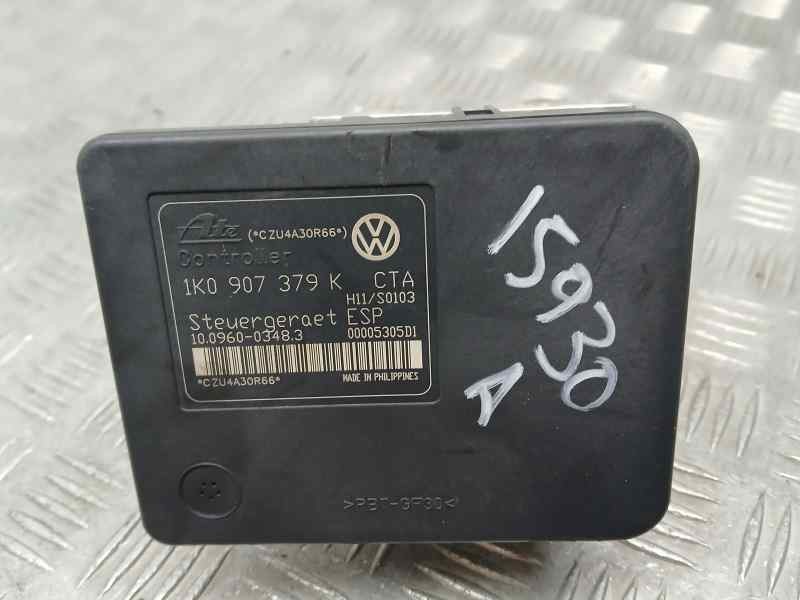 Ate (*CZU4A30R66*)
Controller
1K0 907 379 K CTA
H11/S0103
Steuergeraet ESP
10.0960-0348.3 00005305D1
*CZU4A30R66* MADE IN PHILIPPINES
>PBT-GF30<
15930
A